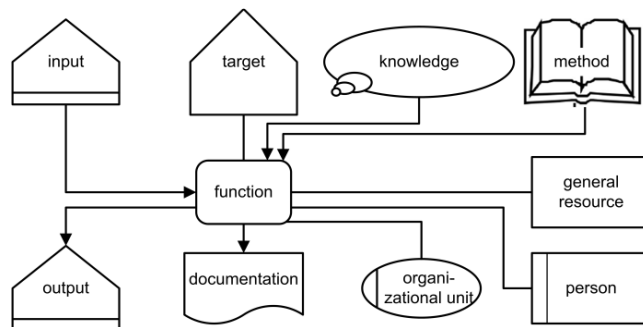 input
target
knowledge
method
function
general
resource
output
documentation
organi-
zational unit
person